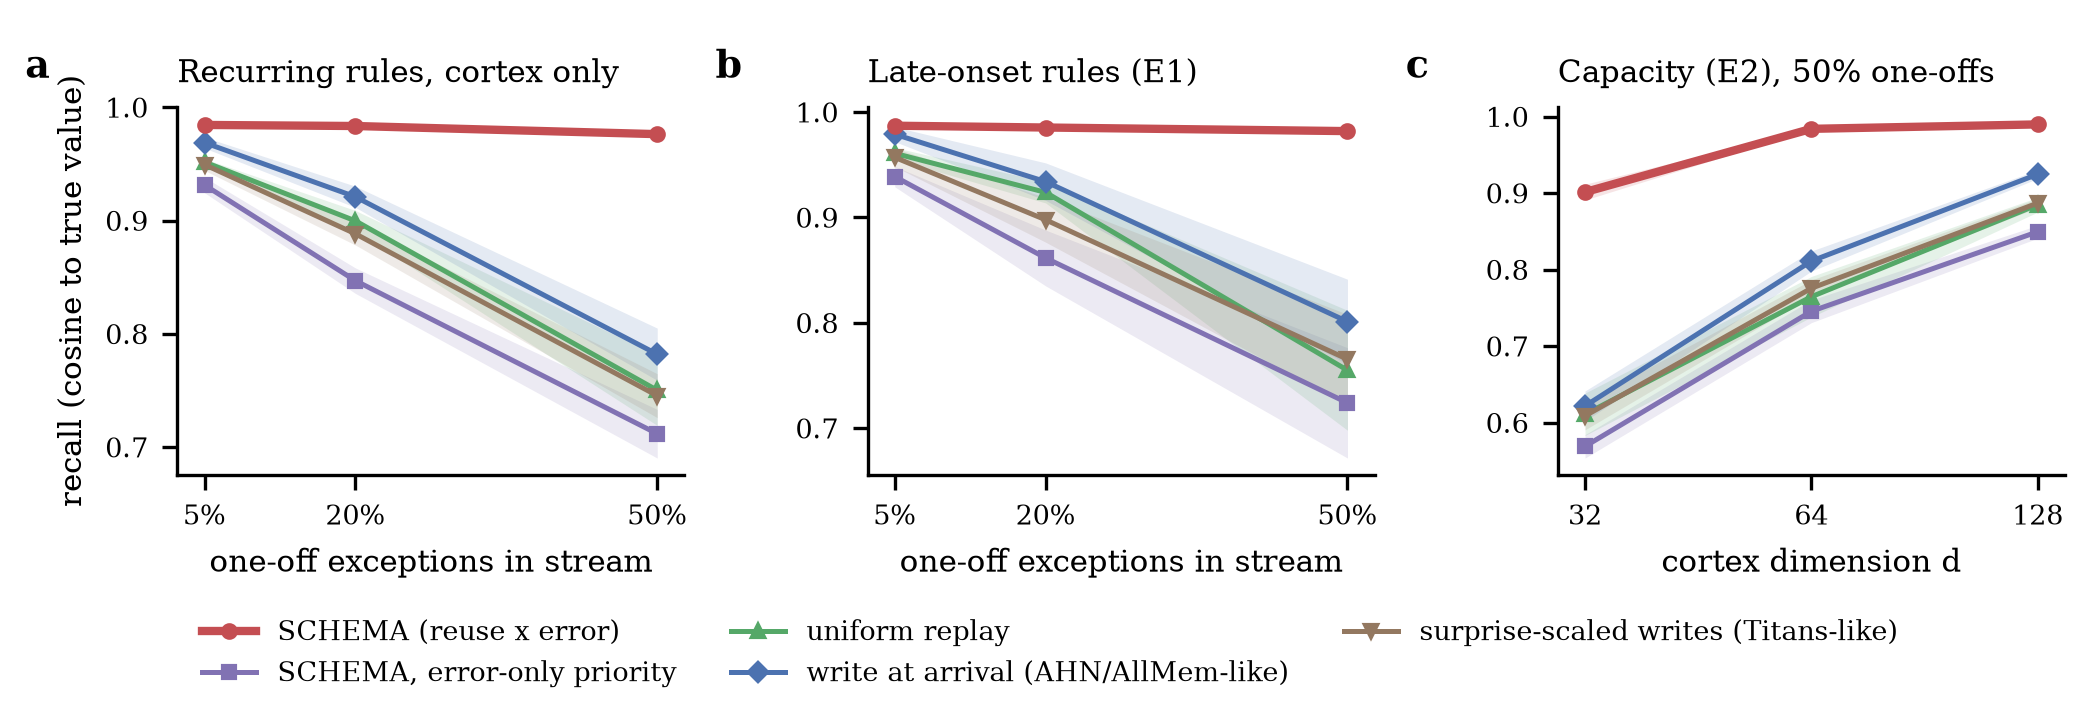 a
Recurring rules, cortex only
recall (cosine to true value)
1.0
0.9
0.8
0.7
5% 20% 50%
one-off exceptions in stream
b
Late-onset rules (E1)
1.0
0.9
0.8
0.7
5% 20% 50%
one-off exceptions in stream
c
Capacity (E2), 50% one-offs
1.0
0.9
0.8
0.7
0.6
32 64 128
cortex dimension d
SCHEMA (reuse x error)
SCHEMA, error-only priority
uniform replay
write at arrival (AHN/AllMem-like)
surprise-scaled writes (Titans-like)